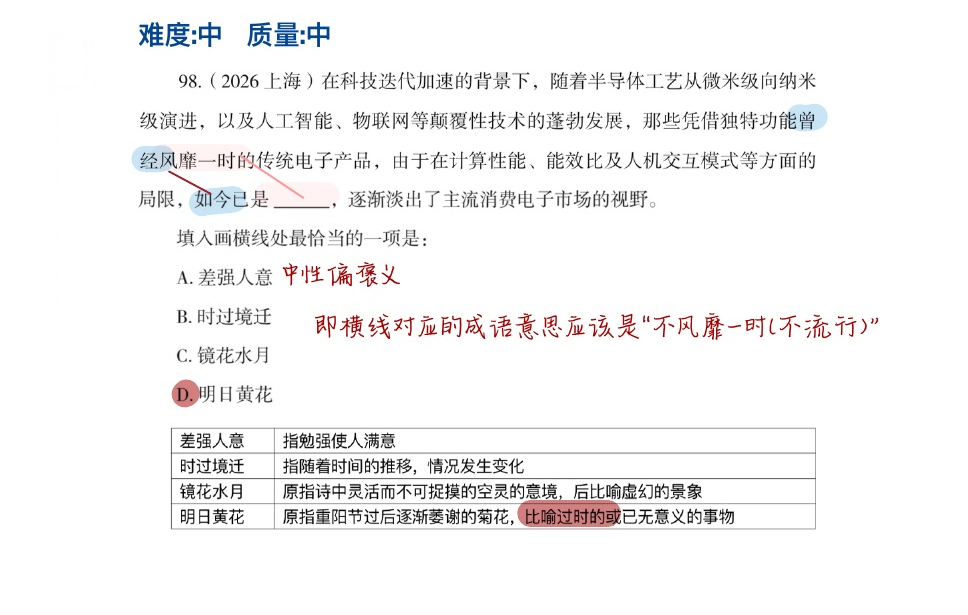 难度:中 质量:中
98.（2026 上海）在科技迭代加速的背景下，随着半导体工艺从微米级向纳米
级演进，以及人工智能、物联网等颠覆性技术的蓬勃发展，那些凭借独特功能曾
经风靡一时的传统电子产品，由于在计算性能、能效比及人机交互模式等方面的
局限，如今已是______，逐渐淡出了主流消费电子市场的视野。
填入画横线处最恰当的一项是：
A. 差强人意 中性偏褒义
B. 时过境迁
即横线对应的成语意思应该是“不风靡一时(不流行)”
C. 镜花水月
D. 明日黄花
差强人意 指勉强使人满意
时过境迁 指随着时间的推移，情况发生变化
镜花水月 原指诗中灵活而不可捉摸的空灵的意境，后比喻虚幻的景象
明日黄花 原指重阳节过后逐渐萎谢的菊花，比喻过时的或已无意义的事物